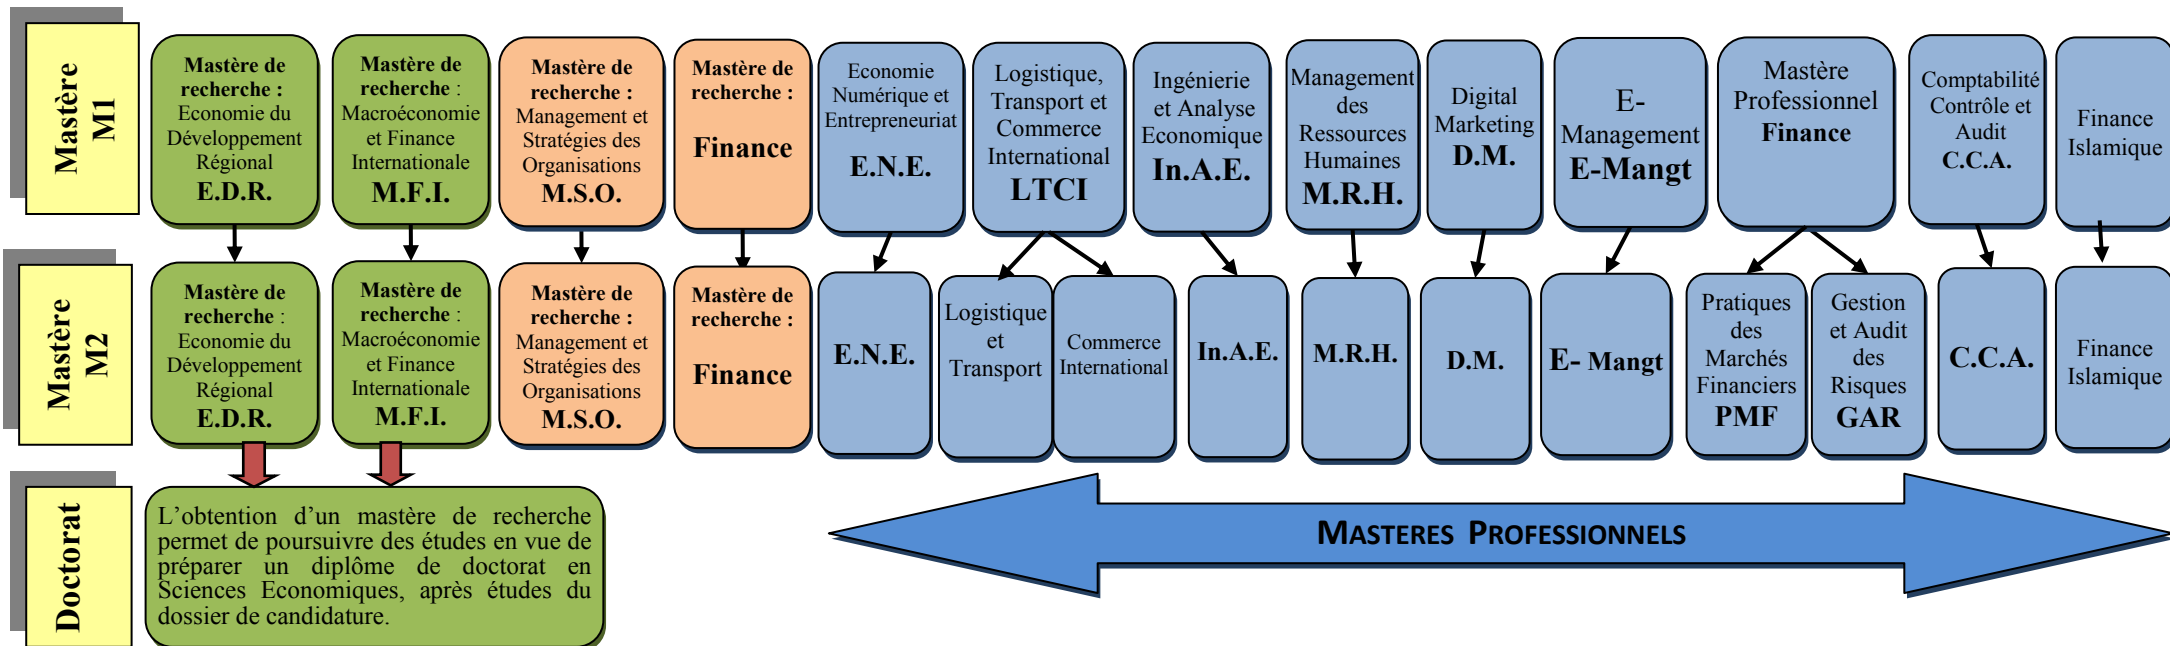 Mastère
M1
Mastère de
recherche :
Economie du
Développement
Régional
E.D.R.
Mastère de
recherche :
Macroéconomie
et Finance
Internationale
M.F.I.
Mastère de
recherche :
Management et
Stratégies des
Organisations
M.S.O.
Mastère de
recherche :
Finance
Economie
Numérique et
Entrepreneuriat
E.N.E.
Logistique,
Transport et
Commerce
International
LTCI
Ingénierie
et Analyse
Economique
In.A.E.
Management
des
Ressources
Humaines
M.R.H.
Digital
Marketing
D.M.
E-
Management
E-Mangt
Mastère
Professionnel
Finance
Comptabilité
Contrôle et
Audit
C.C.A.
Finance
Islamique
Mastère
M2
Mastère de
recherche :
Economie du
Développement
Régional
E.D.R.
Mastère de
recherche :
Macroéconomie
et Finance
Internationale
M.F.I.
Mastère de
recherche :
Management et
Stratégies des
Organisations
M.S.O.
Mastère de
recherche :
Finance
E.N.E.
Logistique
et
Transport
Commerce
International
In.A.E.
M.R.H.
D.M.
E- Mangt
Pratiques
des
Marchés
Financiers
PMF
Gestion
et Audit
des
Risques
GAR
C.C.A.
Finance
Islamique
Doctorat
L’obtention d’un mastère de recherche
permet de poursuivre des études en vue de
préparer un diplôme de doctorat en
Sciences Economiques, après études du
dossier de candidature.
MASTERES PROFESSIONNELS